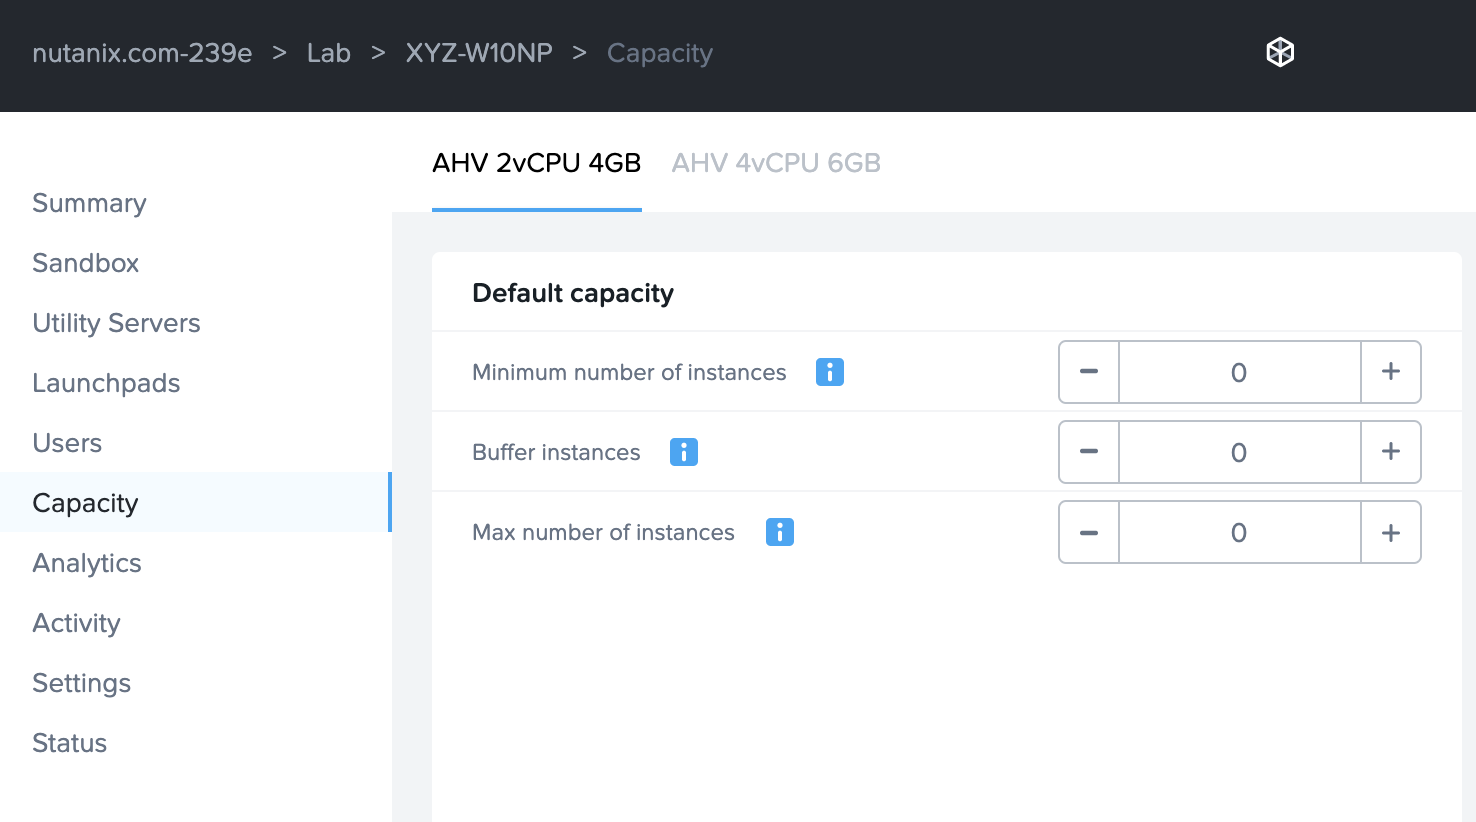 nutanix.com-239e > Lab > XYZ-W10NP > Capacity
AHV 2vCPU 4GB AHV 4vCPU 6GB
Summary
Sandbox
Utility Servers
Launchpads
Users
Capacity
Analytics
Activity
Settings
Status
Default capacity
Minimum number of instances i - 0 +
Buffer instances i - 0 +
Max number of instances i - 0 +